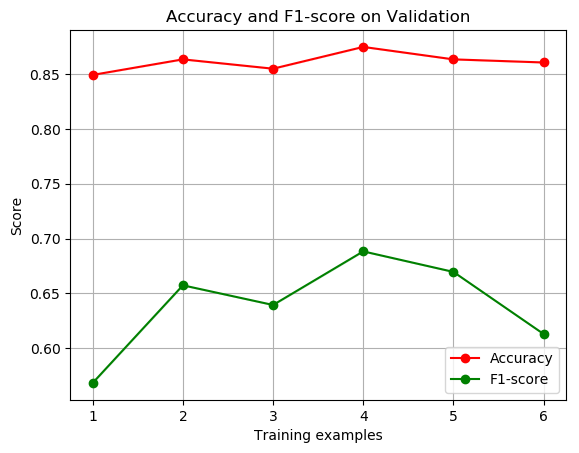 Accuracy and F1-score on Validation
0.85
0.80
0.75
0.70
0.65
0.60
Score
1 2 3 4 5 6
Training examples
Accuracy
F1-score